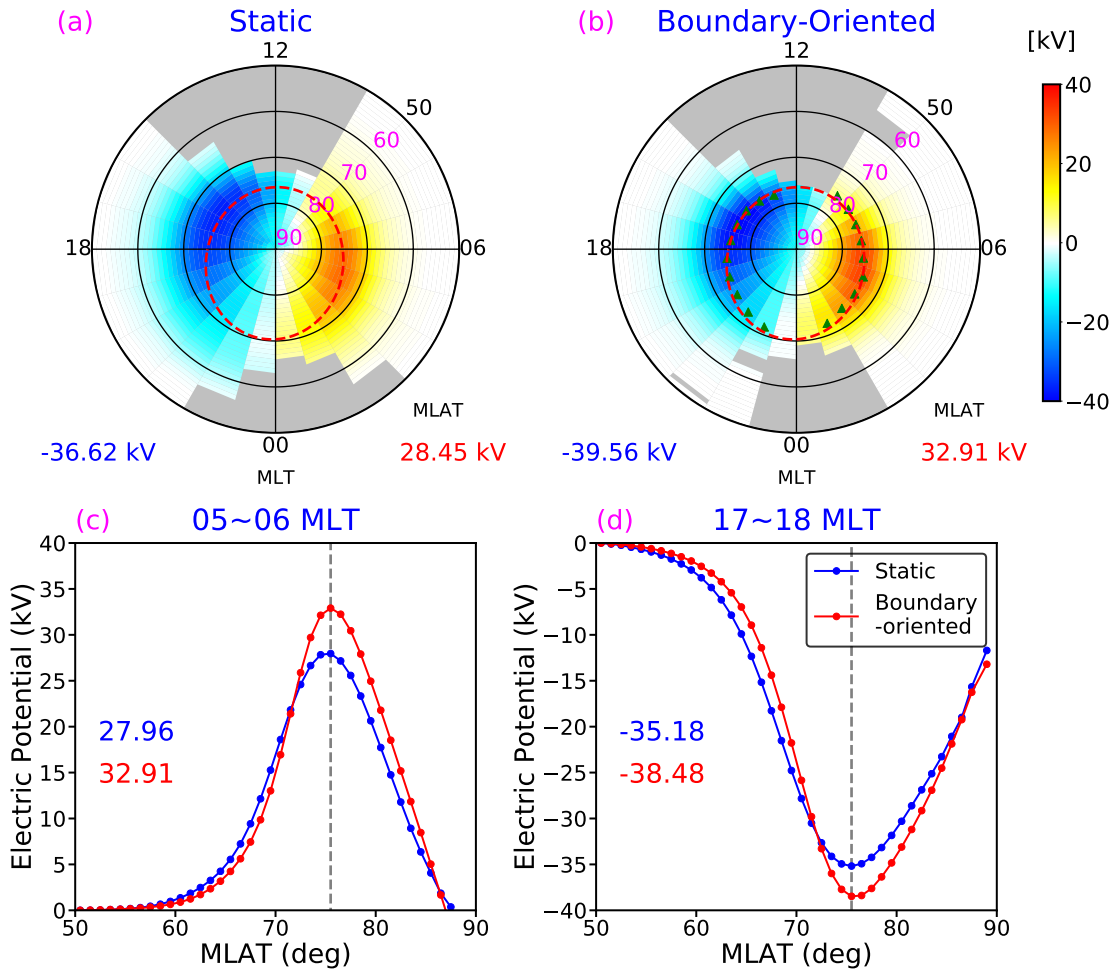 (a) Static
(b) Boundary-Oriented
[kV]
12
50
60
70
80
90
18
06
00
MLT
MLAT
-36.62 kV
28.45 kV
12
50
60
70
80
90
18
06
00
MLT
MLAT
-39.56 kV
32.91 kV
40
20
0
−20
−40
(c) 05~06 MLT
40
35
30
25
20
15
10
5
0
Electric Potential (kV)
27.96
32.91
50 60 70 80 90
MLAT (deg)
(d) 17~18 MLT
0
−5
−10
−15
−20
−25
−30
−35
−40
Electric Potential (kV)
Static
Boundary
-oriented
-35.18
-38.48
50 60 70 80 90
MLAT (deg)